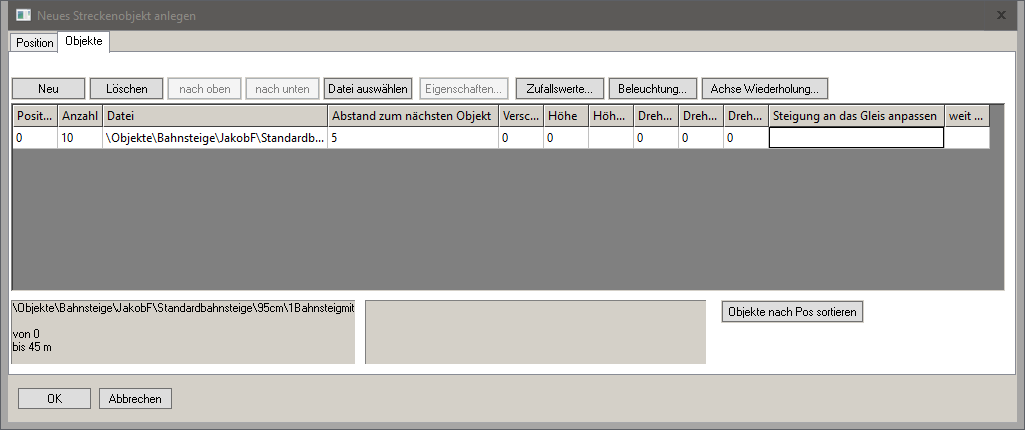 Neues Streckenobjekt anlegen
Position Objekte
Neu Löschen nach oben nach unten Datei auswählen Eigenschaften... Zufallswerte... Beleuchtung... Achse Wiederholung...
Posit... Anzahl Datei Abstand zum nächsten Objekt Versc... Höhe Höh... Dreh... Dreh... Dreh... Steigung an das Gleis anpassen weit ...
0 10 \Objekte\Bahnsteige\JakobF\Standardb... 5 0 0 0 0 0
\Objekte\Bahnsteige\JakobF\Standardbahnsteige\95cm\1Bahnsteigmit
Objekte nach Pos sortieren
von 0
bis 45 m
OK Abbrechen